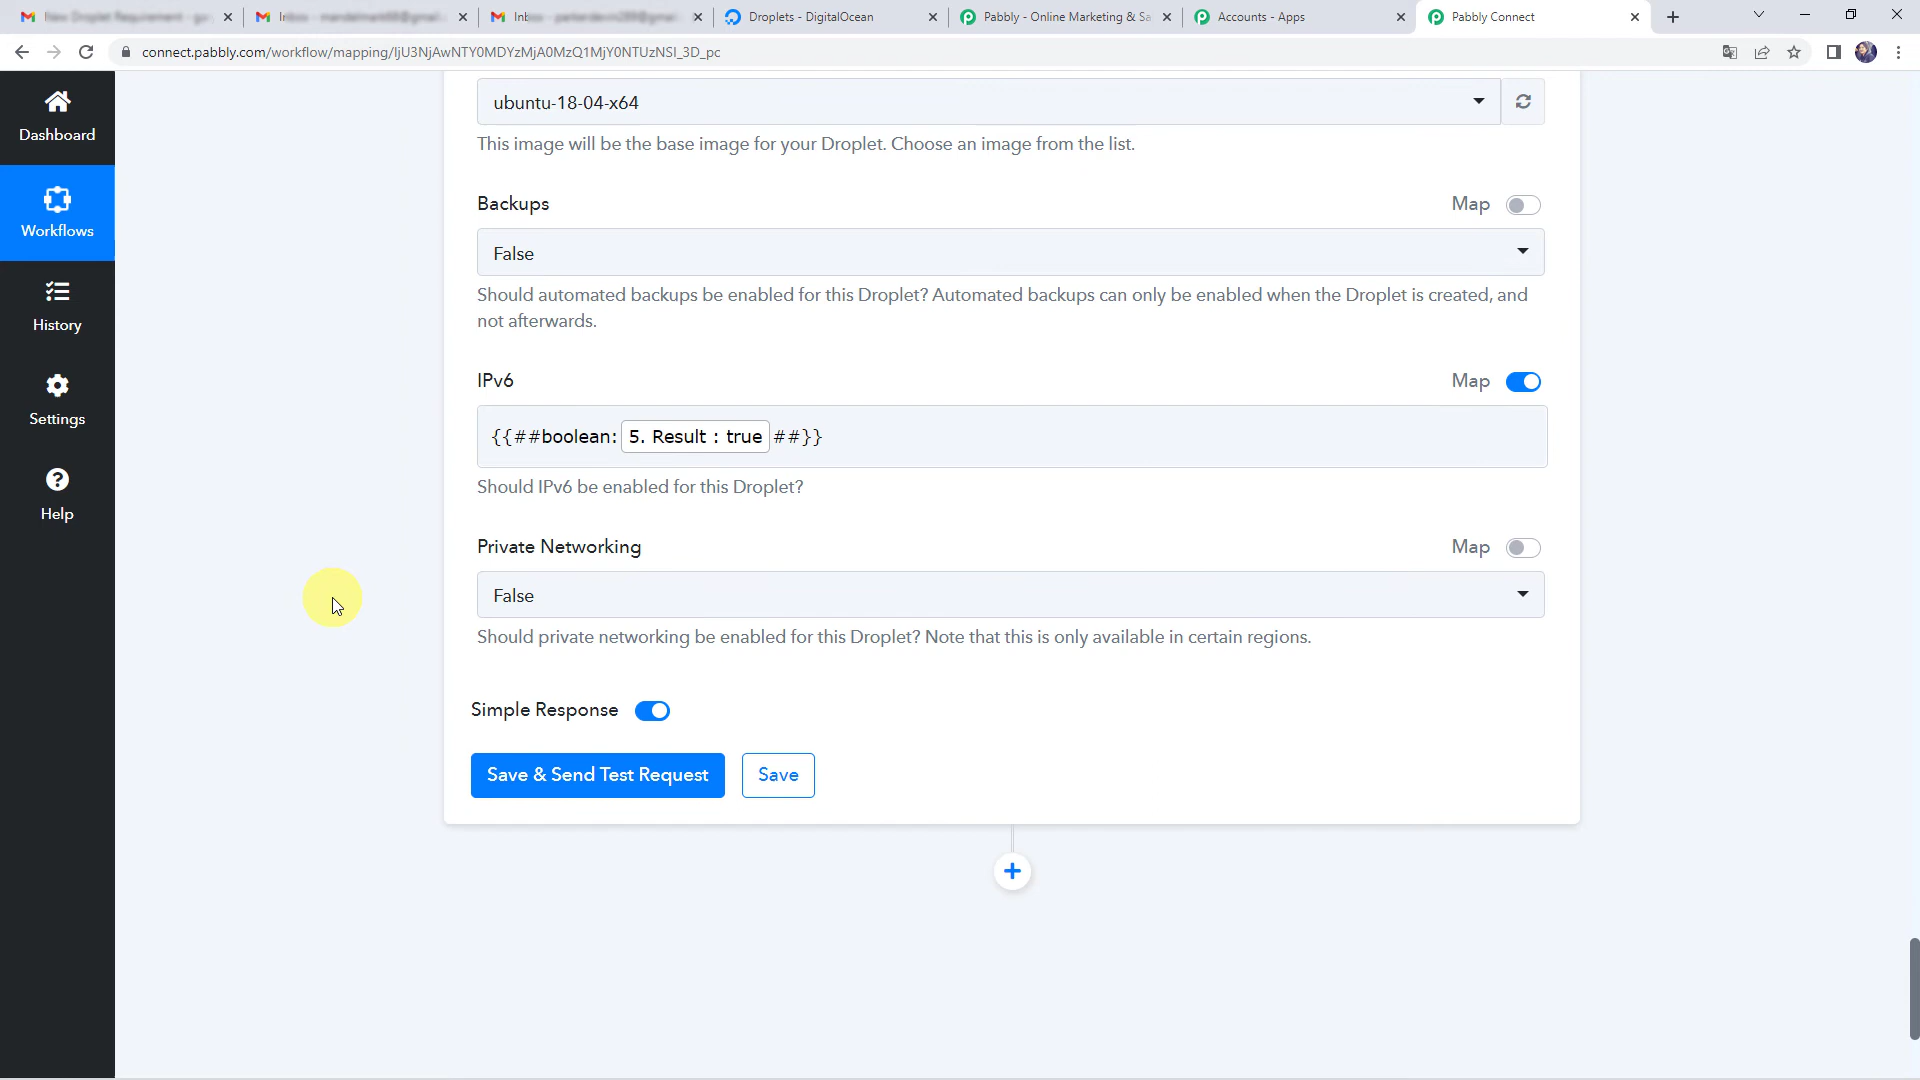 Inbox
Inbox
Droplets - DigitalOcean
Pabbly - Online Marketing & Sa
Accounts - Apps
Pabbly Connect
connect.pabbly.com/workflow/mapping/IjU3NjAwNTY0MDYzMjA0MzQ1MjY0NTUzNSI_3D_pc
Dashboard
Workflows
History
Settings
Help
ubuntu-18-04-x64
This image will be the base image for your Droplet. Choose an image from the list.
Backups
Map
False
Should automated backups be enabled for this Droplet? Automated backups can only be enabled when the Droplet is created, and
not afterwards.
IPv6
Map
{{##boolean: 5. Result : true ##}}
Should IPv6 be enabled for this Droplet?
Private Networking
Map
False
Should private networking be enabled for this Droplet? Note that this is only available in certain regions.
Simple Response
Save & Send Test Request
Save